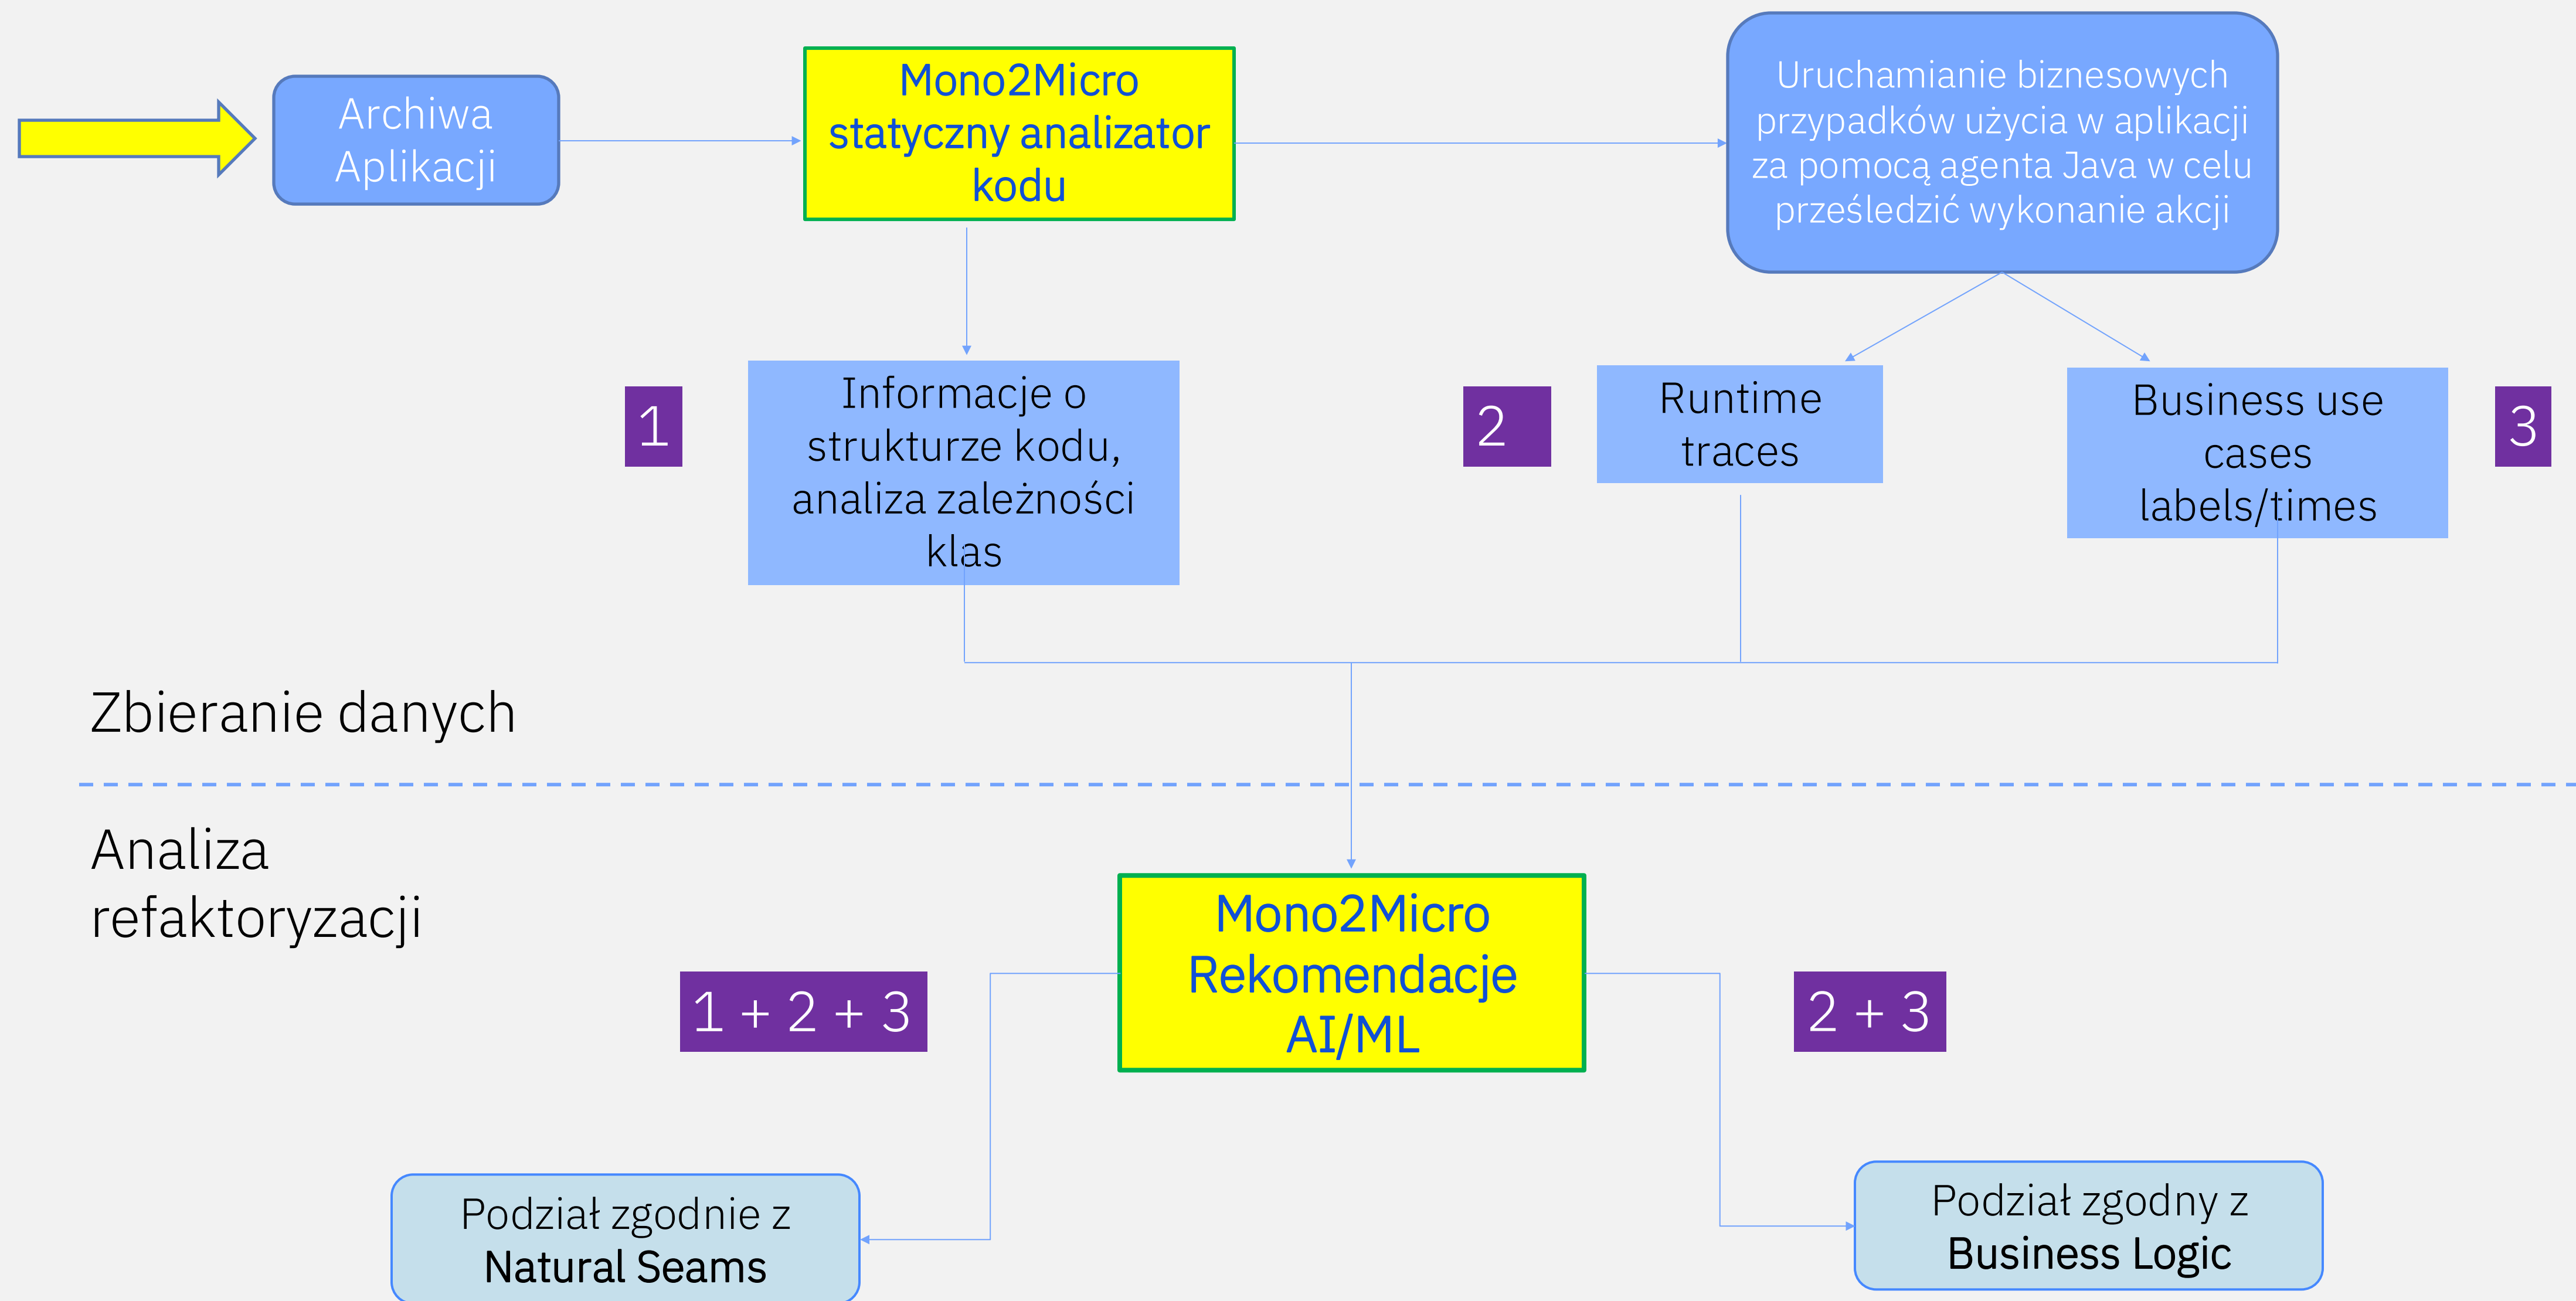 Archiwa
Aplikacji
Mono2Micro
statyczny analizator
kodu
Uruchamianie biznesowych
przypadków użycia w aplikacji
za pomocą agenta Java w celu
prześledzić wykonanie akcji
1
Informacje o
strukturze kodu,
analiza zależności
klas
2
Runtime
traces
Business use
cases
labels/times
3
Zbieranie danych
Analiza
refaktoryzacji
Mono2Micro
Rekomendacje
AI/ML
1 + 2 + 3
2 + 3
Podział zgodnie z
Natural Seams
Podział zgodny z
Business Logic